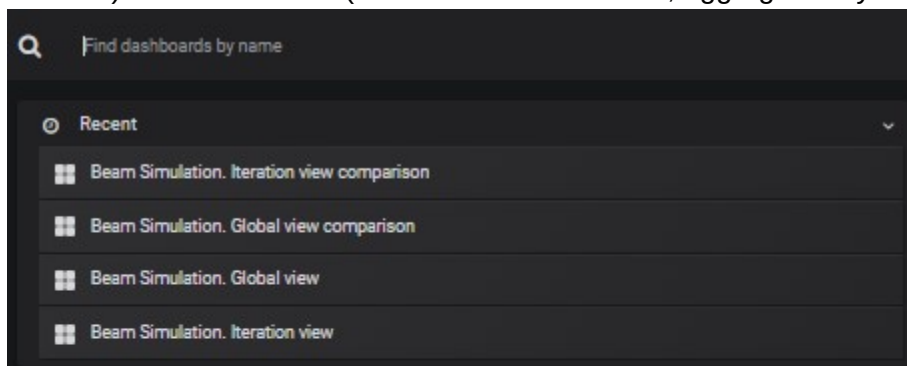 Find dashboards by name
Recent
Beam Simulation. Iteration view comparison
Beam Simulation. Global view comparison
Beam Simulation. Global view
Beam Simulation. Iteration view